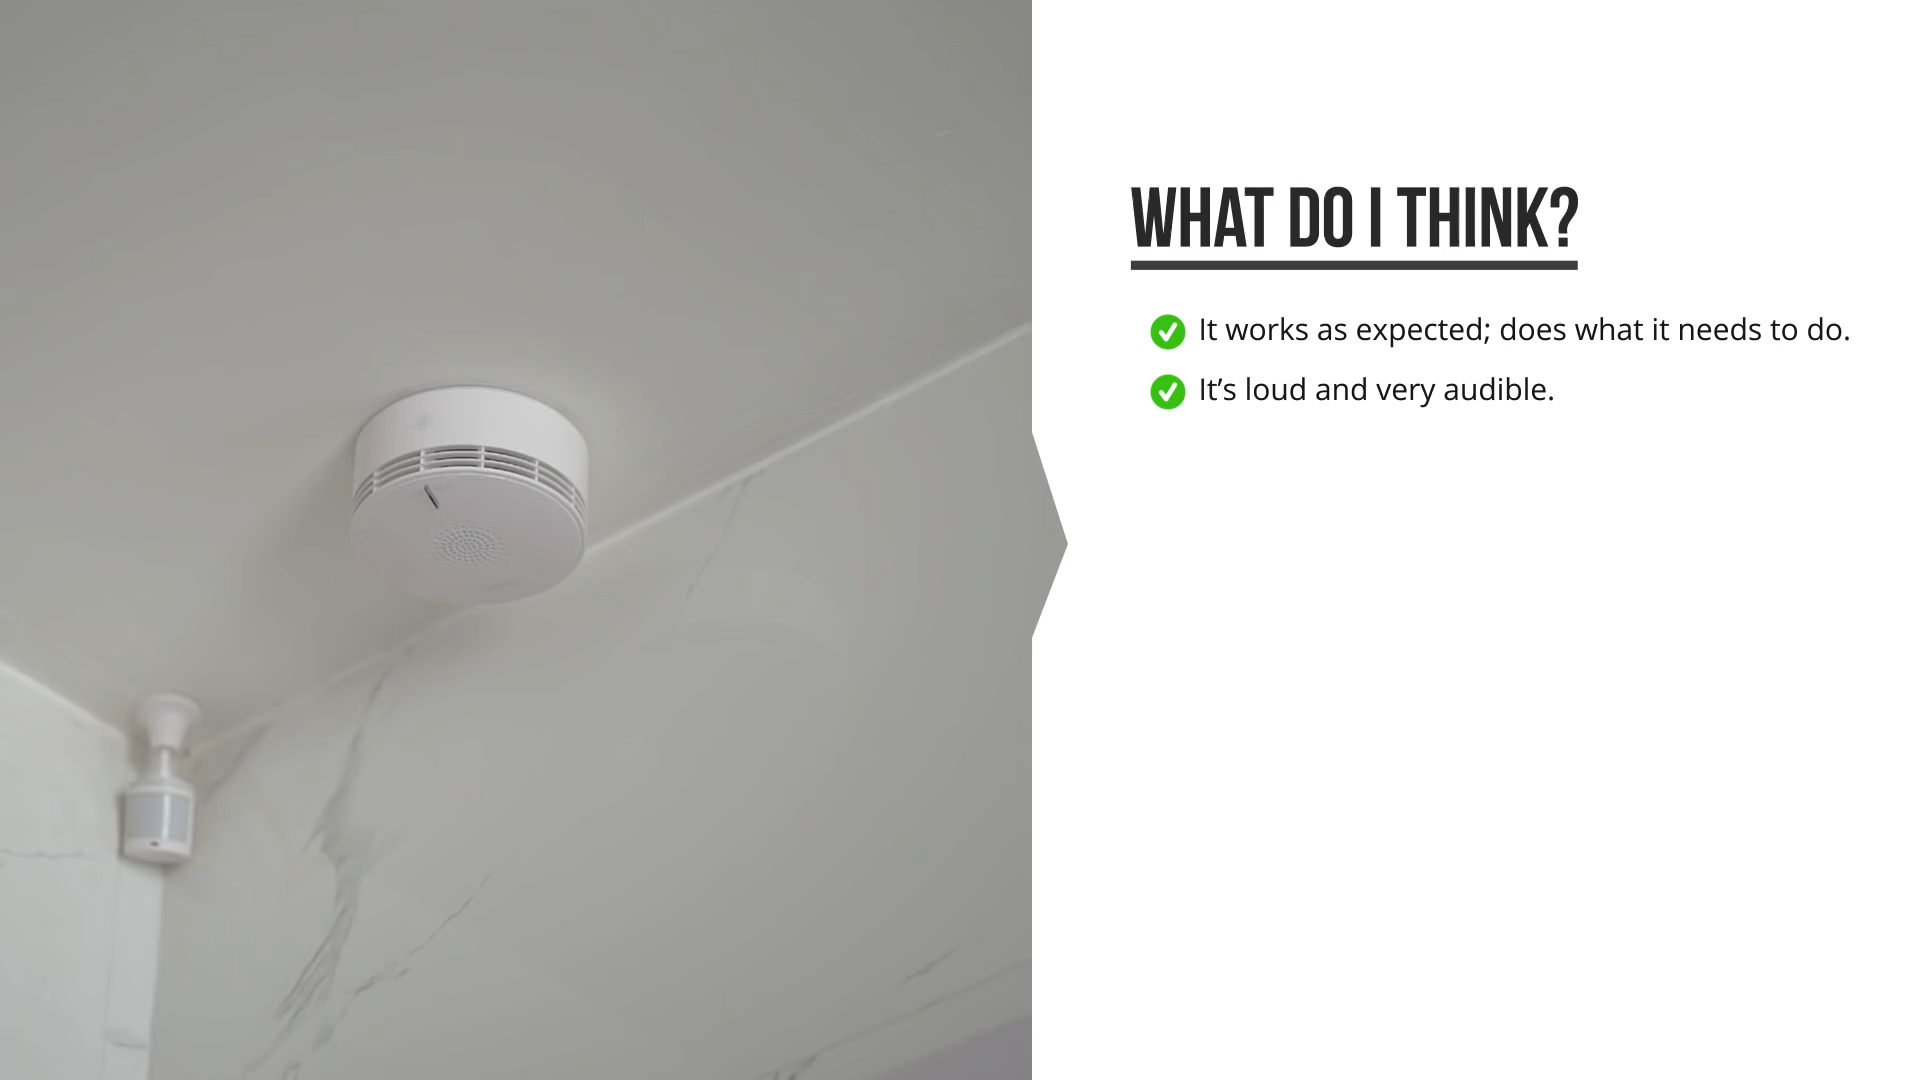 WHAT DO I THINK?
It works as expected; does what it needs to do.
It’s loud and very audible.